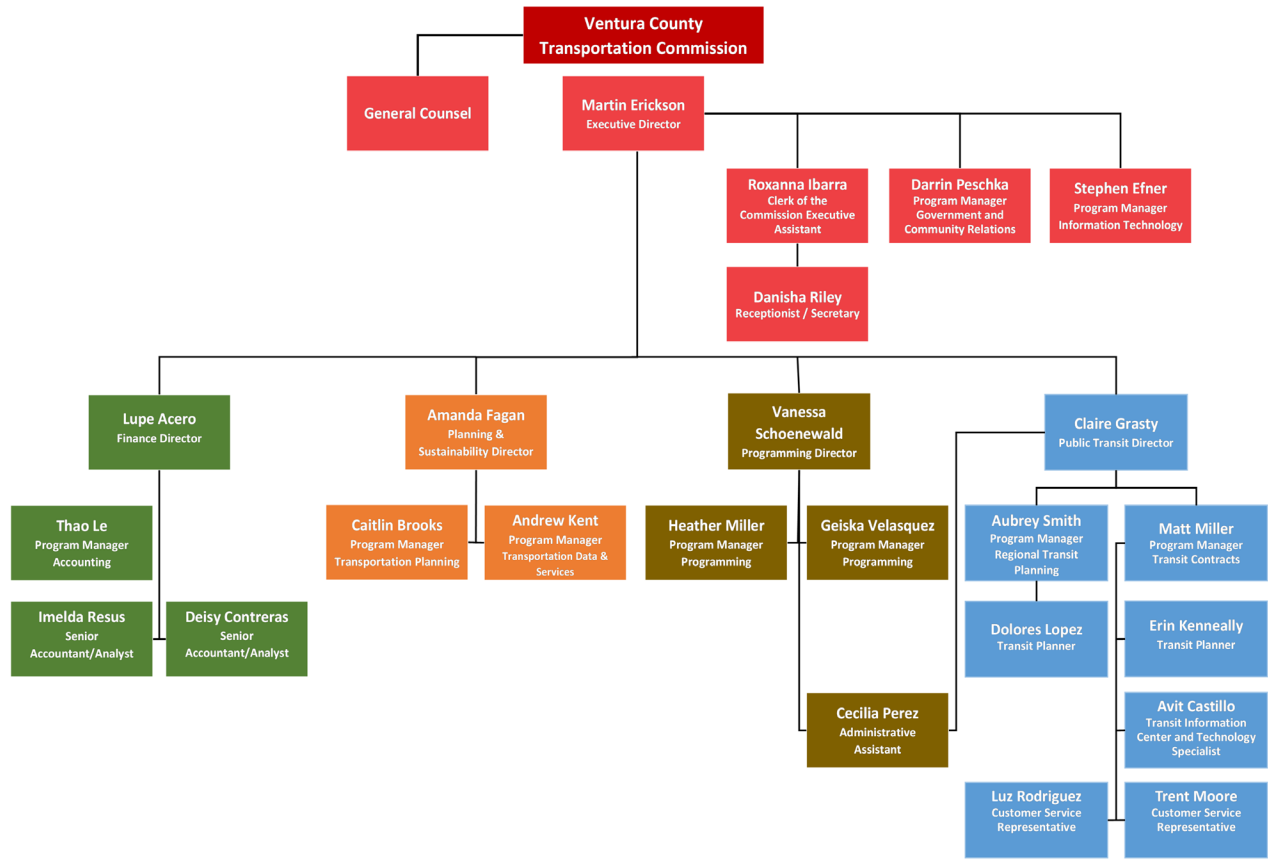 Ventura County
Transportation Commission
General Counsel
Martin Erickson
Executive Director
Roxanna Ibarra
Clerk of the
Commission Executive
Assistant
Darrin Peschka
Program Manager
Government and
Community Relations
Stephen Efner
Program Manager
Information Technology
Danisha Riley
Receptionist / Secretary
Lupe Acero
Finance Director
Amanda Fagan
Planning &
Sustainability Director
Vanessa
Schoenewald
Programming Director
Claire Grasty
Public Transit Director
Thao Le
Program Manager
Accounting
Caitlin Brooks
Program Manager
Transportation Planning
Andrew Kent
Program Manager
Transportation Data &
Services
Heather Miller
Program Manager
Programming
Geiska Velasquez
Program Manager
Programming
Aubrey Smith
Program Manager
Regional Transit
Planning
Matt Miller
Program Manager
Transit Contracts
Imelda Resus
Senior
Accountant/Analyst
Deisy Contreras
Senior
Accountant/Analyst
Dolores Lopez
Transit Planner
Erin Kenneally
Transit Planner
Cecilia Perez
Administrative
Assistant
Avit Castillo
Transit Information
Center and Technology
Specialist
Luz Rodriguez
Customer Service
Representative
Trent Moore
Customer Service
Representative